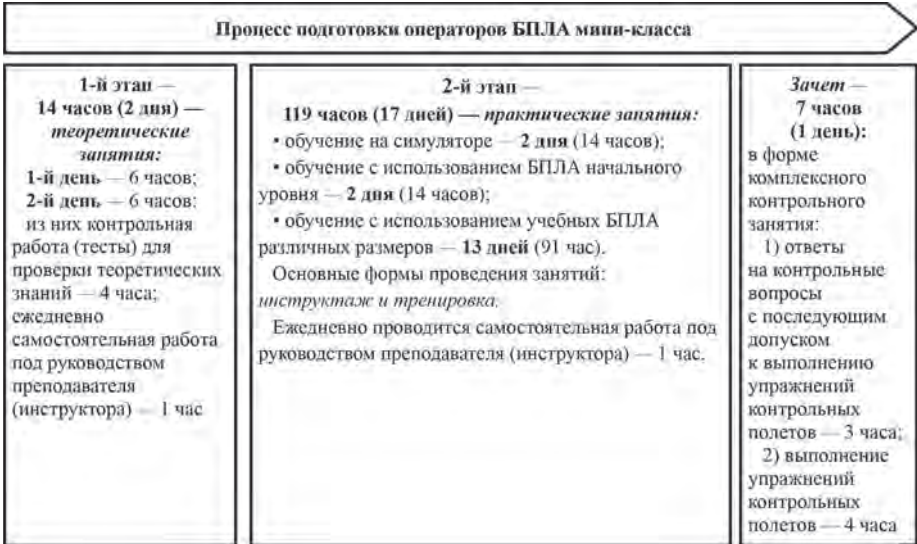 Процесс подготовки операторов БПЛА мини-класса
1-й этап —
14 часов (2 дня) —
теоретические
занятия:
1-й день — 6 часов;
2-й день — 6 часов:
из них контрольная
работа (тесты) для
проверки теоретических
знаний — 4 часа;
ежедневно
самостоятельная работа
под руководством
преподавателя
(инструктора) — 1 час
2-й этап —
119 часов (17 дней) — практические занятия:
• обучение на симуляторе — 2 дня (14 часов);
• обучение с использованием БПЛА начального
уровня — 2 дня (14 часов);
• обучение с использованием учебных БПЛА
различных размеров — 13 дней (91 час).
Основные формы проведения занятий:
инструктаж и тренировка.
Ежедневно проводится самостоятельная работа под
руководством преподавателя (инструктора) — 1 час.
Зачет —
7 часов
(1 день):
в форме
комплексного
контрольного
занятия:
1) ответы
на контрольные
вопросы
с последующим
допуском
к выполнению
упражнений
контрольных
полетов — 3 часа;
2) выполнение
упражнений
контрольных
полетов — 4 часа